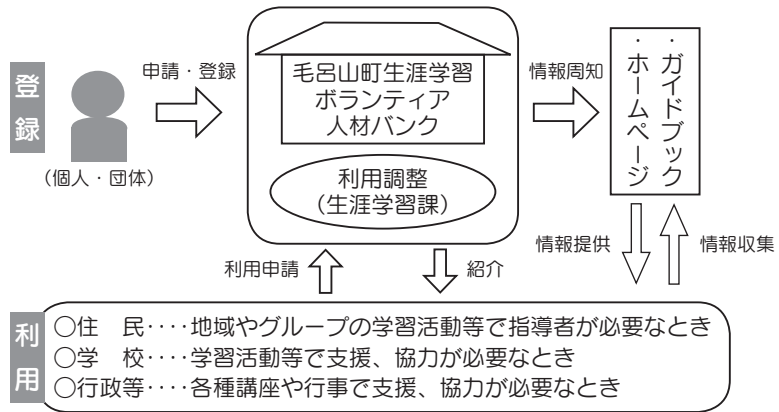 登録
(個人・団体)
申請・登録
毛呂山町生涯学習
ボランティア
人材バンク
利用調整
(生涯学習課)
情報周知
・ガイドブック
・ホームページ
利用申請
紹介
情報提供
情報収集
利用
○住　民‥‥地域やグループの学習活動等で指導者が必要なとき
○学　校‥‥学習活動等で支援、協力が必要なとき
○行政等‥‥各種講座や行事で支援、協力が必要なとき